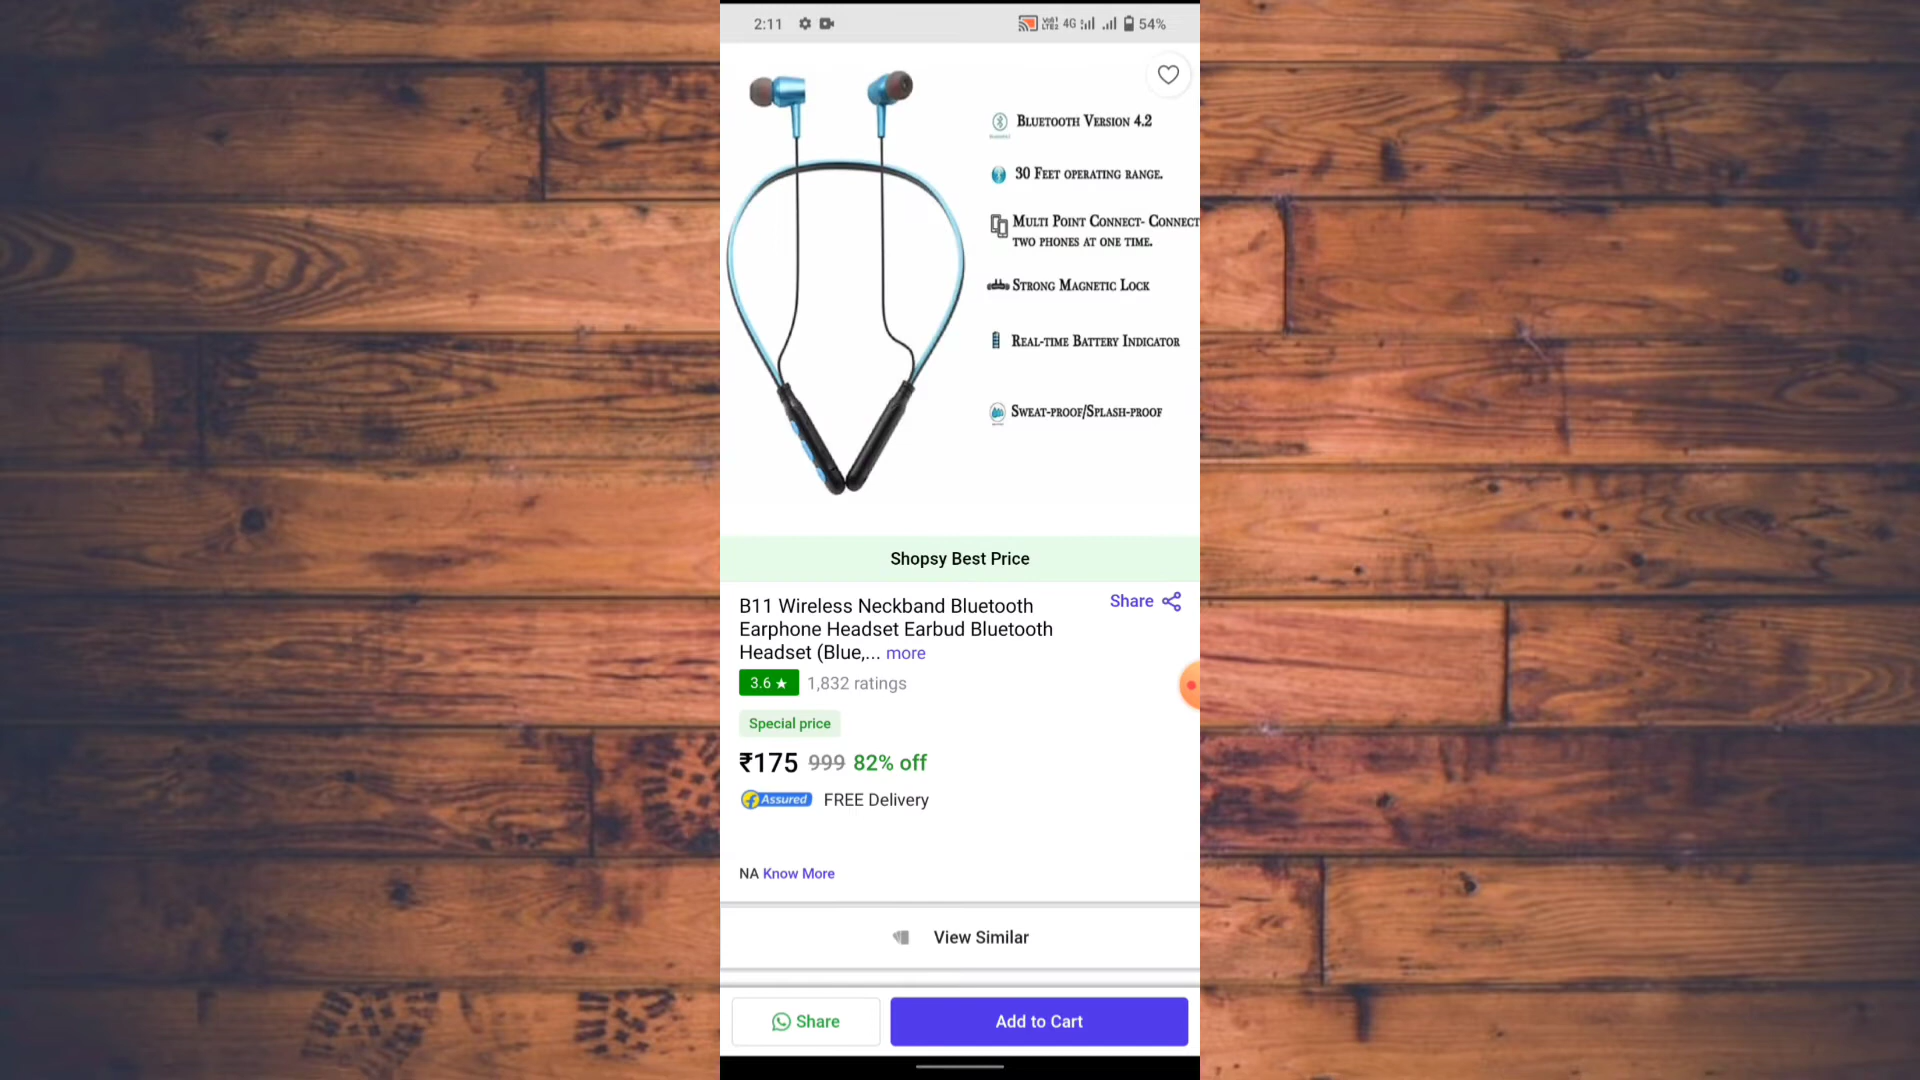 2:11
4G
54%
BLUETOOTH VERSION 4.2
30 FEET OPERATING RANGE.
MULTI POINT CONNECT- CONNECT
TWO PHONES AT ONE TIME.
STRONG MAGNETIC LOCK
REAL-TIME BATTERY INDICATOR
SWEAT-PROOF/SPLASH-PROOF
Shopsy Best Price
B11 Wireless Neckband Bluetooth
Earphone Headset Earbud Bluetooth
Headset (Blue,... more
Share
3.6 ★ 1,832 ratings
Special price
₹175 999 82% off
f Assured FREE Delivery
NA Know More
View Similar
Share
Add to Cart